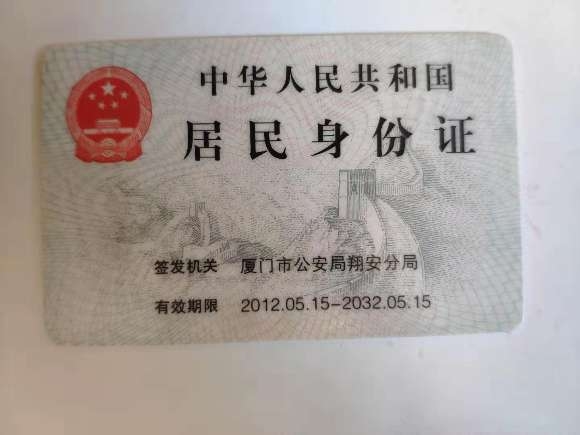 中华人民共和国
居民身份证
签发机关 厦门市公安局翔安分局
有效期限 2012.05.15-2032.05.15